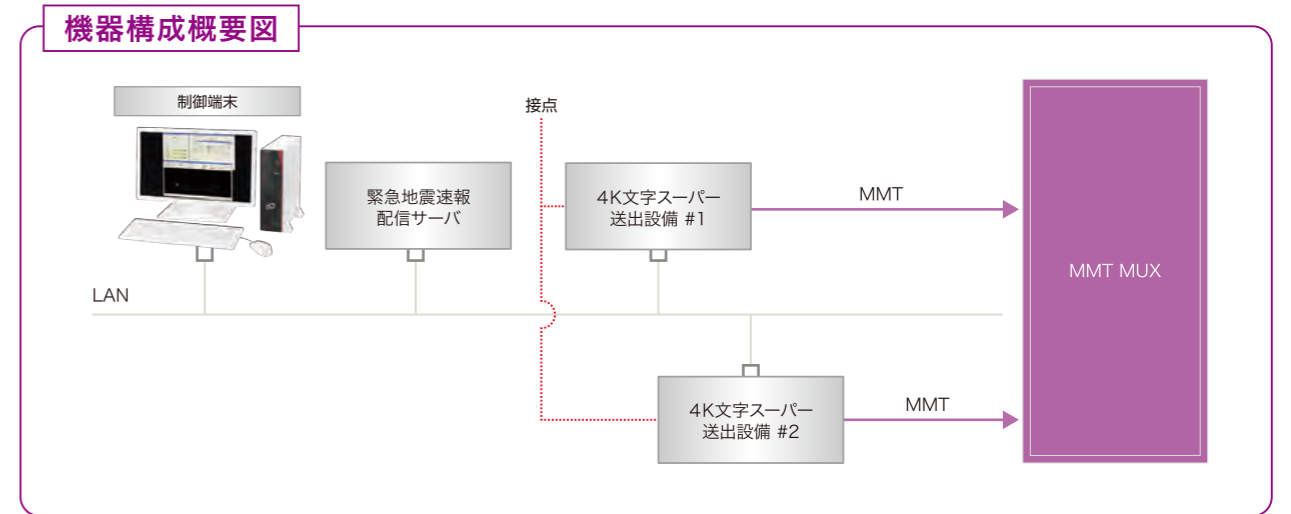 機器構成概要図
制御端末
接点
緊急地震速報
配信サーバ
4K文字スーパー
送出設備 #1
MMT
MMT MUX
LAN
4K文字スーパー
送出設備 #2
MMT